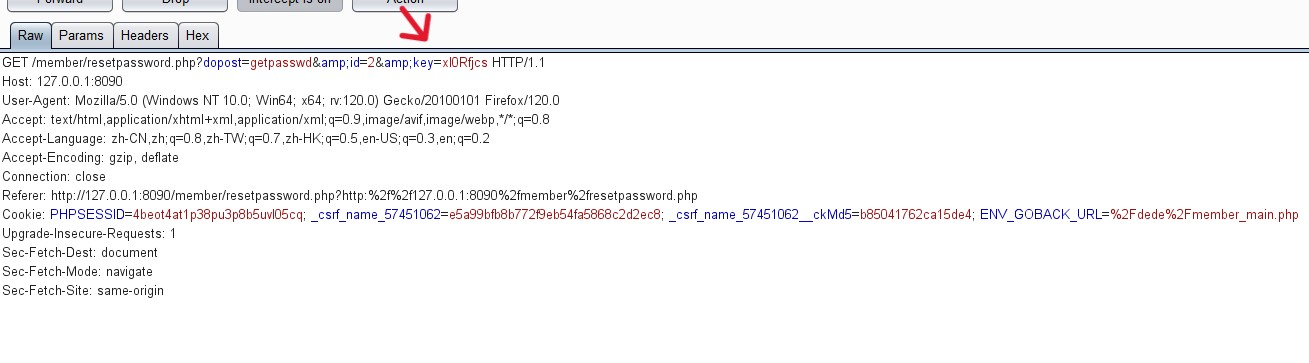 Forward Drop Intercept is on Action
Raw Params Headers Hex
GET /member/resetpassword.php?dopost=getpasswd&amp;id=2&amp;key=xl0Rfjcs HTTP/1.1
Host: 127.0.0.1:8090
User-Agent: Mozilla/5.0 (Windows NT 10.0; Win64; x64; rv:120.0) Gecko/20100101 Firefox/120.0
Accept: text/html,application/xhtml+xml,application/xml;q=0.9,image/avif,image/webp,*/*;q=0.8
Accept-Language: zh-CN,zh;q=0.8,zh-TW;q=0.7,zh-HK;q=0.5,en-US;q=0.3,en;q=0.2
Accept-Encoding: gzip, deflate
Connection: close
Referer: http://127.0.0.1:8090/member/resetpassword.php?http:%2f%2f127.0.0.1:8090%2fmember%2fresetpassword.php
Cookie: PHPSESSID=4beot4at1p38pu3p8b5uvl05cq; _csrf_name_57451062=e5a99bfb8b772f9eb54fa5868c2d2ec8; _csrf_name_57451062__ckMd5=b85041762ca15de4; ENV_GOBACK_URL=%2Fdede%2Fmember_main.php
Upgrade-Insecure-Requests: 1
Sec-Fetch-Dest: document
Sec-Fetch-Mode: navigate
Sec-Fetch-Site: same-origin